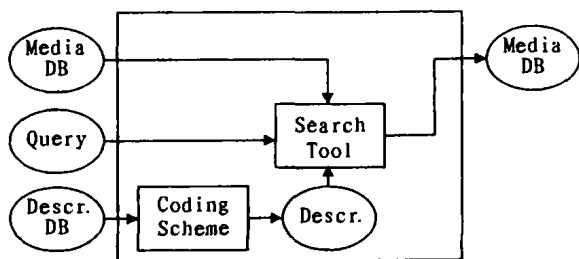 Media
DB
Media
DB
Query
Search
Tool
Descr.
DB
Coding
Scheme
Descr.